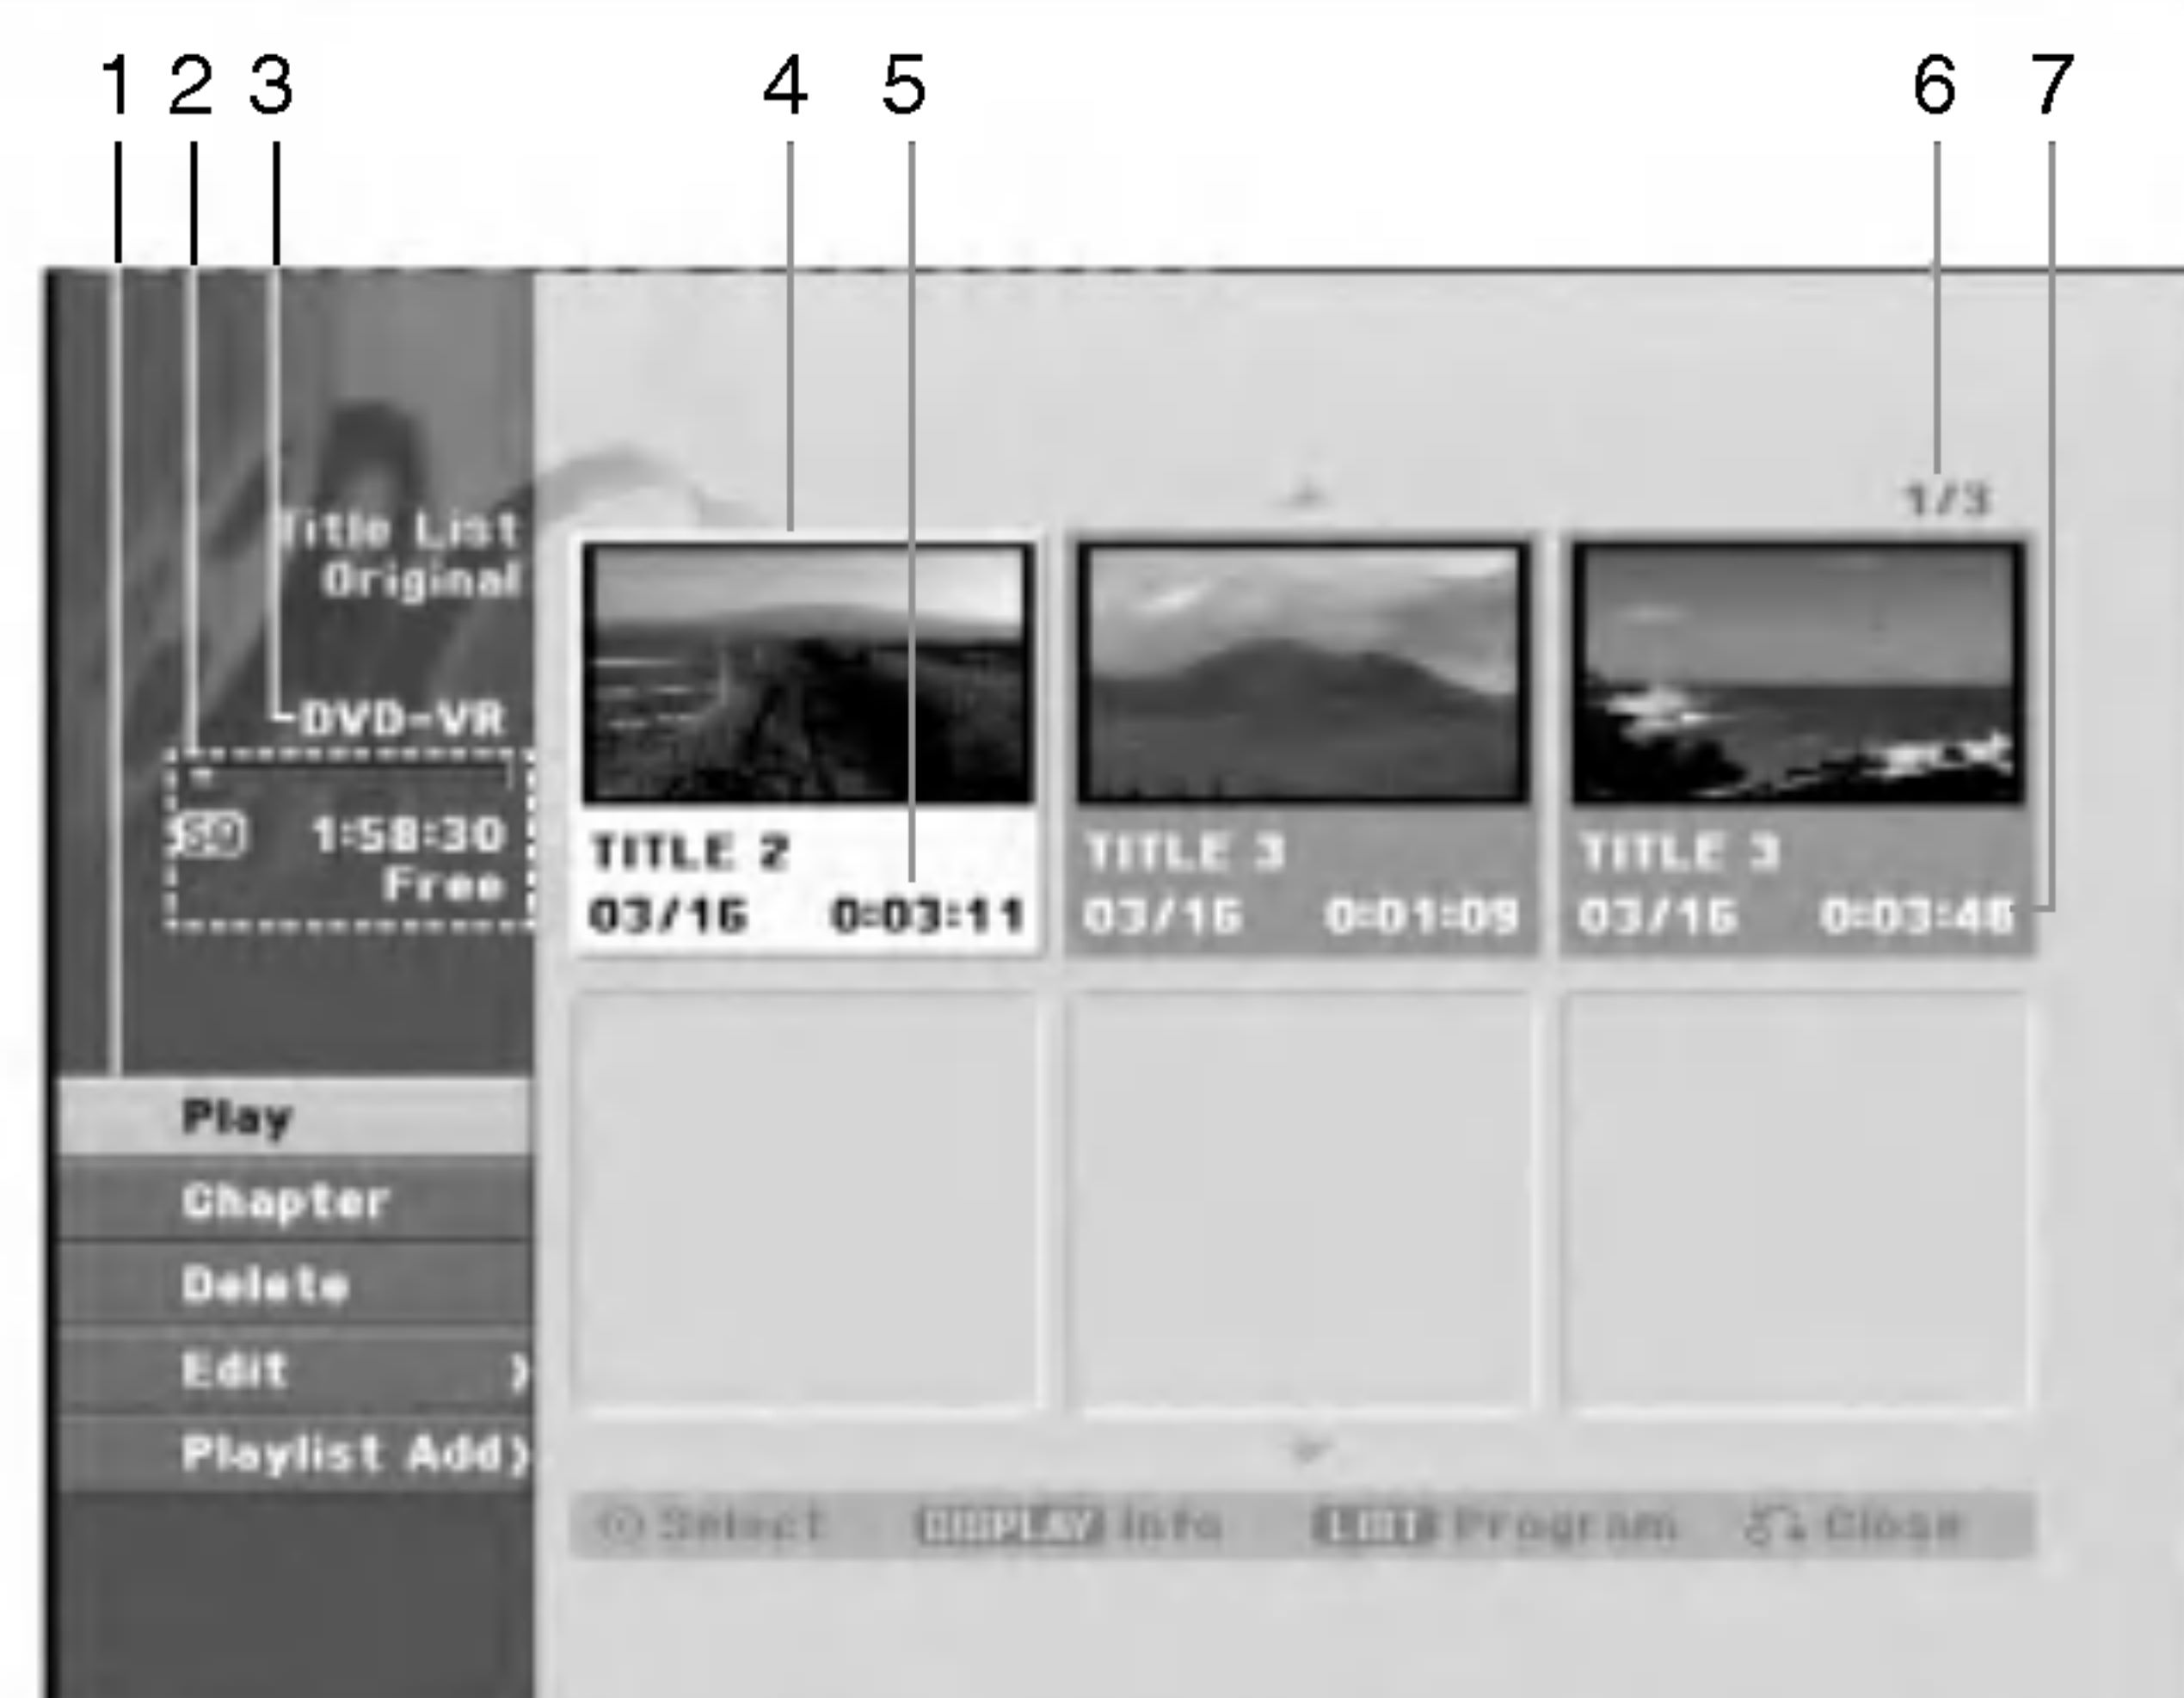 1 2 3 4 5 6 7
Title List
Original
DVD-VR
SQ 1:58:30
Free
Play
Chapter
Delete
Edit ❭
Playlist Add❭
1/3
TITLE 2
03/16 0:03:11
TITLE 3
03/16 0:01:09
TITLE 3
03/16 0:03:46
Select DISPLAY Info LIST Program Close